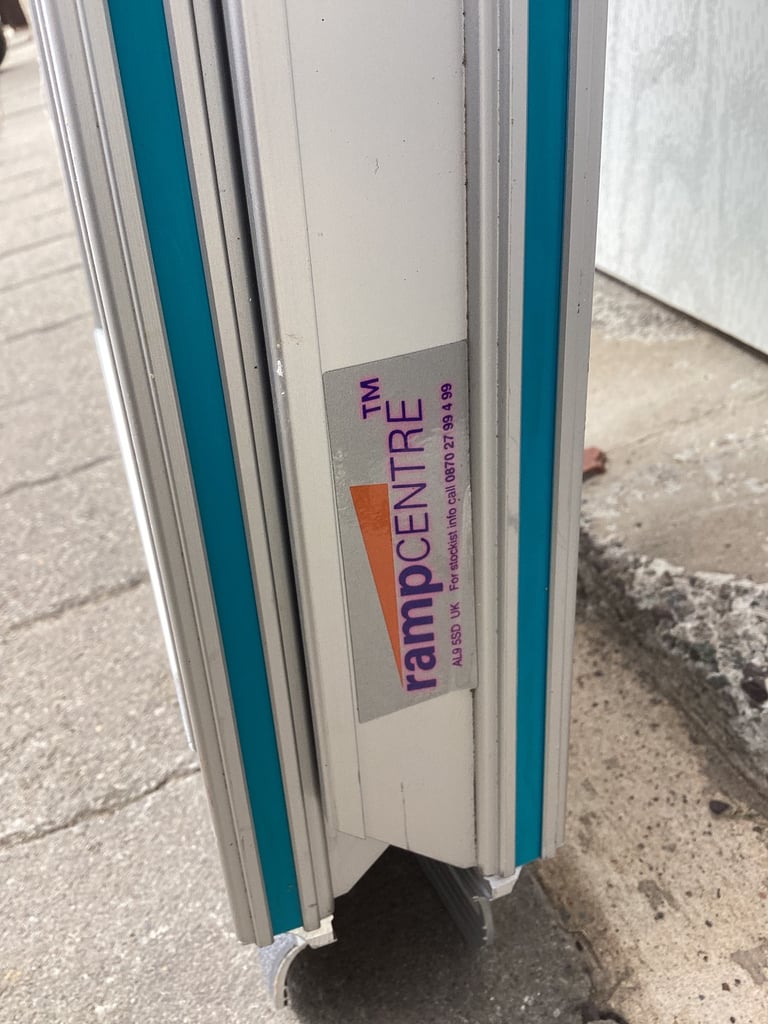 rampCENTRE™
AL9 5SD UK For stockist info call 0870 27 99 4 99